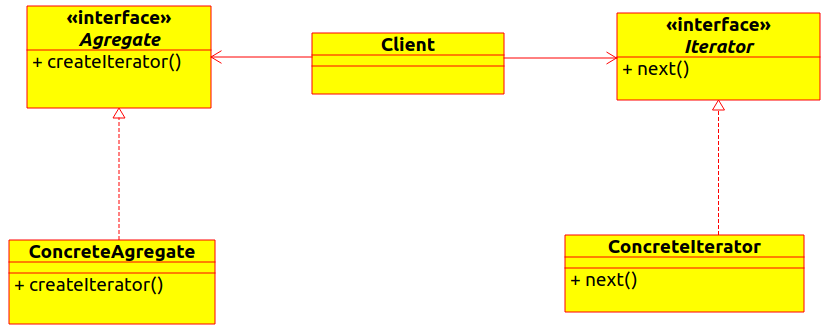 «interface»
Agregate
+ createIterator()
Client
«interface»
Iterator
+ next()
ConcreteAgregate
+ createIterator()
ConcreteIterator
+ next()